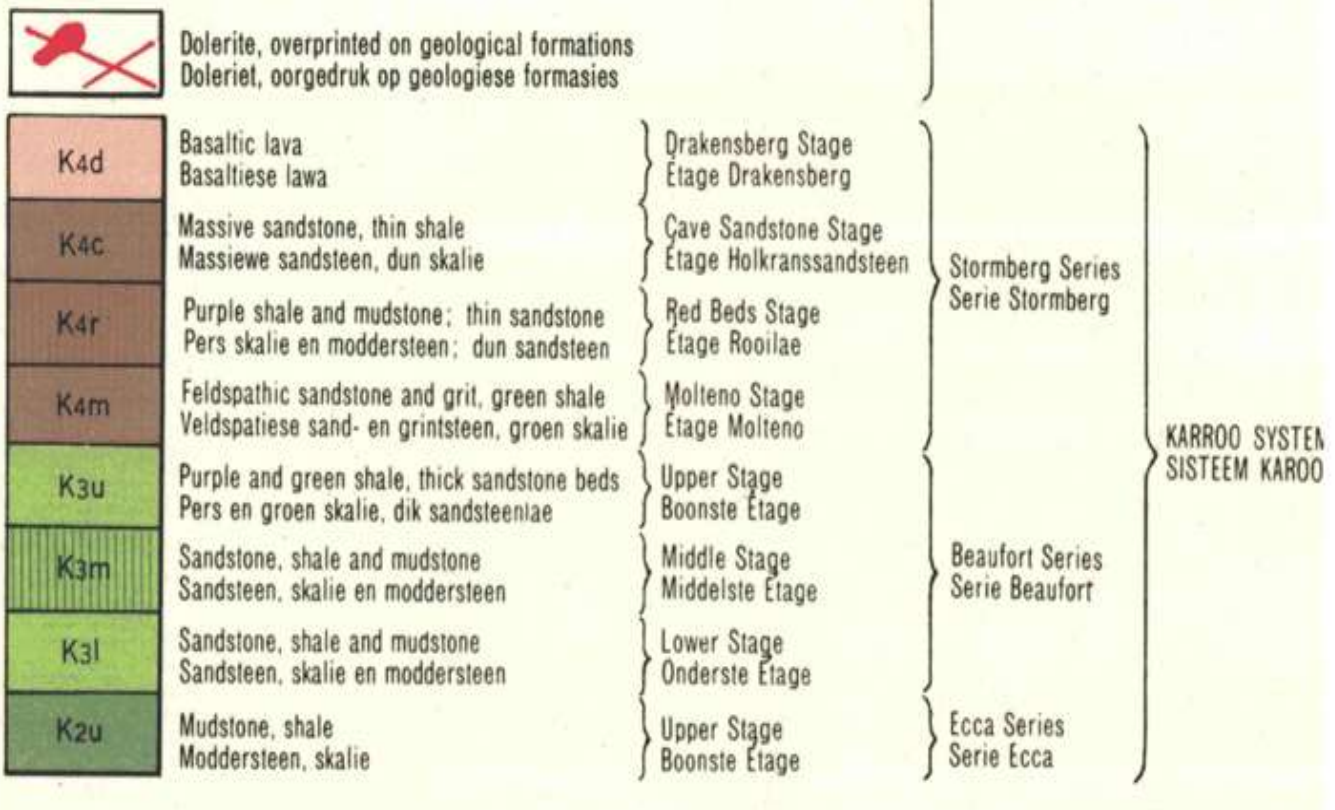 Dolerite, overprinted on geological formations
Doleriet, oorgedruk op geologiese formasies
K4d
Basaltic lava
Basaltiese lawa
Drakensberg Stage
Étage Drakensberg
K4c
Massive sandstone, thin shale
Massiewe sandsteen, dun skalie
Cave Sandstone Stage
Étage Holkranssandsteen
K4r
Purple shale and mudstone; thin sandstone
Pers skalie en moddersteen; dun sandsteen
Red Beds Stage
Étage Rooilae
K4m
Feldspathic sandstone and grit, green shale
Veldspatiese sand- en grintsteen, groen skalie
Molteno Stage
Étage Molteno
Stormberg Series
Serie Stormberg
K3u
Purple and green shale, thick sandstone beds
Pers en groen skalie, dik sandsteenlae
Upper Stage
Boonste Étage
K3m
Sandstone, shale and mudstone
Sandsteen, skalie en moddersteen
Middle Stage
Middelste Étage
K3l
Sandstone, shale and mudstone
Sandsteen, skalie en moddersteen
Lower Stage
Onderste Étage
Beaufort Series
Serie Beaufort
K2u
Mudstone, shale
Moddersteen, skalie
Upper Stage
Boonste Étage
Ecca Series
Serie Ecca
KARROO SYSTEM
SISTEEM KAROO